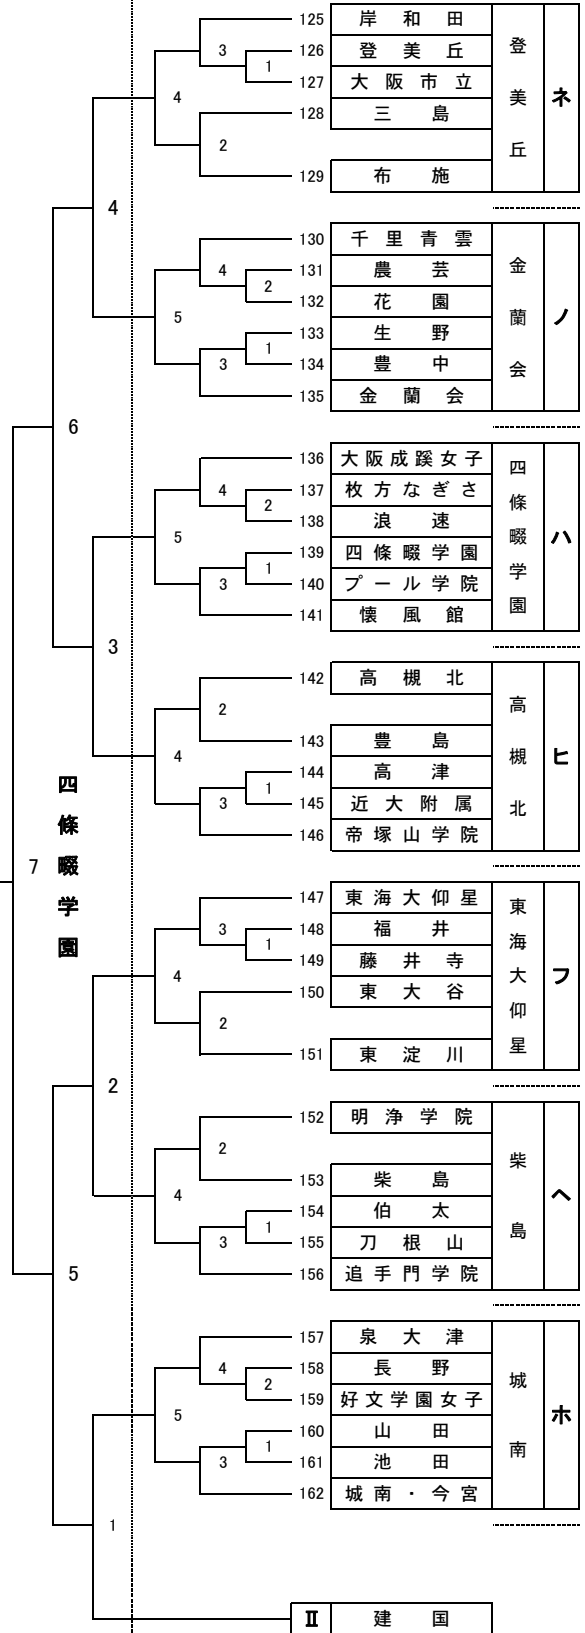 125 岸和田
126 登美丘
127 大阪市立
128 三島
129 布施
登美丘
ネ
3
1
4
2
4
130 千里青雲
131 農芸
132 花園
133 生野
134 豊中
135 金蘭会
金蘭会
ノ
4
2
5
1
3
6
136 大阪成蹊女子
137 枚方なぎさ
138 浪速
139 四條畷学園
140 プール学院
141 懐風館
四條畷学園
ハ
4
2
5
1
3
3
142 高槻北
143 豊島
144 高津
145 近大附属
146 帝塚山学院
高槻北
ヒ
2
4
1
3
四條畷学園
7
147 東海大仰星
148 福井
149 藤井寺
150 東大谷
151 東淀川
東海大仰星
フ
3
1
4
2
2
152 明浄学院
153 柴島
154 伯太
155 刀根山
156 追手門学院
柴島
ヘ
2
4
1
3
5
157 泉大津
158 長野
159 好文学園女子
160 山田
161 池田
162 城南・今宮
城南
ホ
4
2
5
1
3
1
Ⅱ 建国